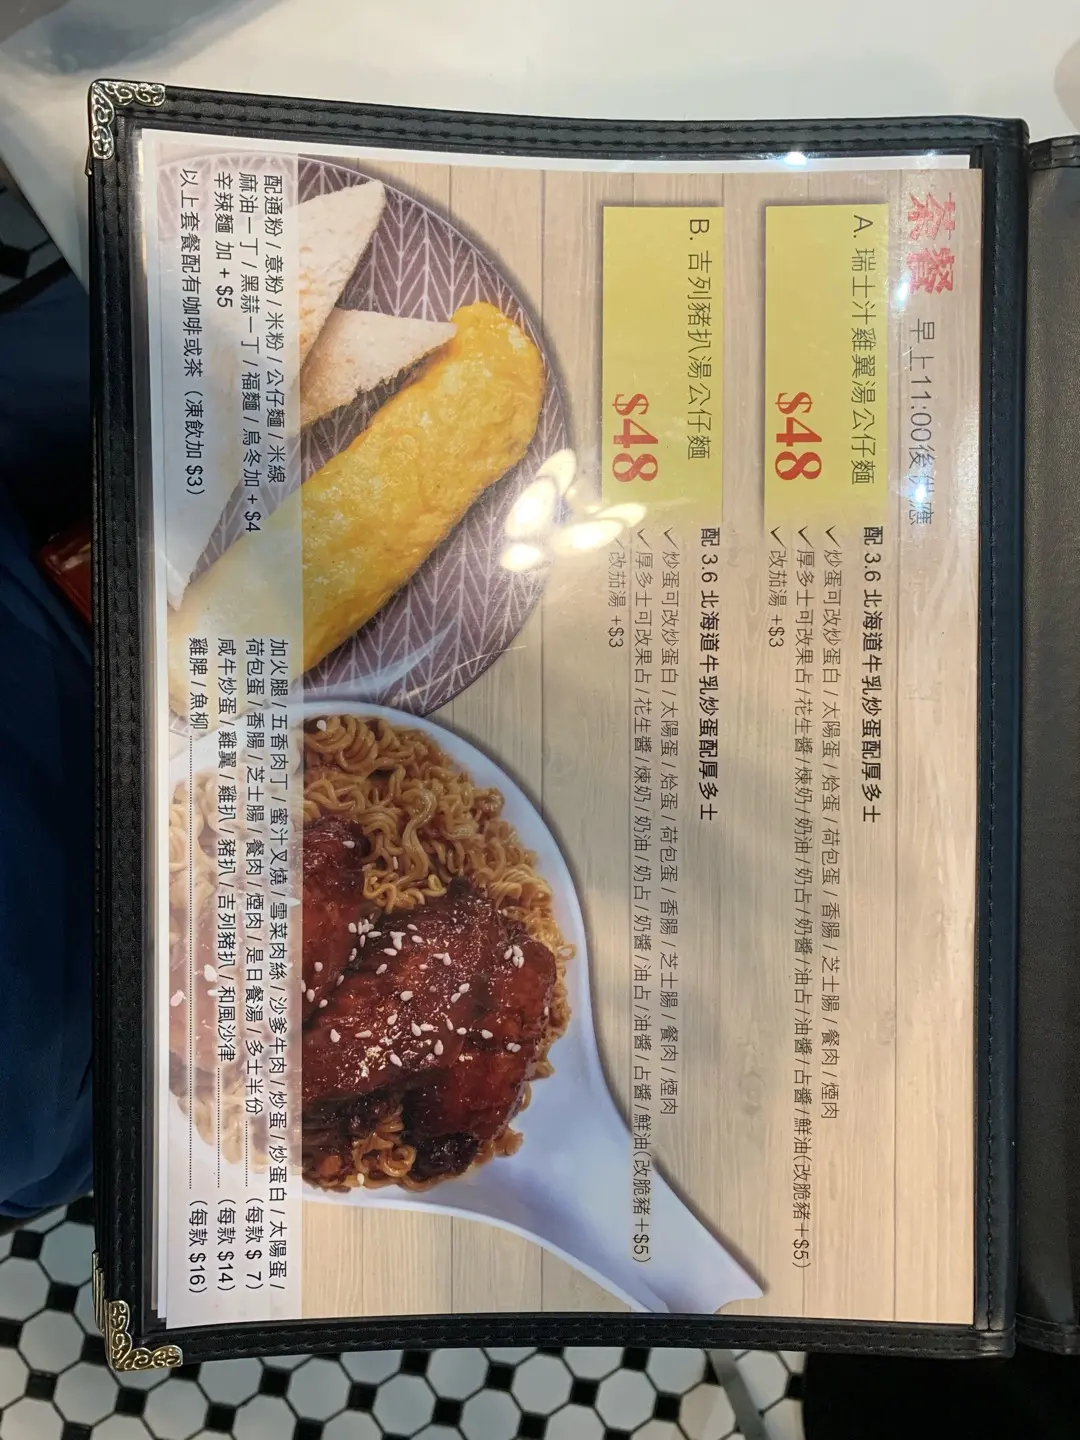 常餐 早上11:00後供應
A. 瑞士汁雞翼湯公仔麵
$48
配 3.6 北海道牛乳炒蛋配厚多士
✓炒蛋可改炒蛋白/太陽蛋/烚蛋/荷包蛋/香腸/芝士腸/餐肉/煙肉
✓厚多士可改果占/花生醬/煉奶/奶油/奶占/奶醬/油占/油醬/占醬/鮮油(改脆豬+$5)
✓改茄湯 +$3
B. 吉列豬扒湯公仔麵
$48
配 3.6 北海道牛乳炒蛋配厚多士
✓炒蛋可改炒蛋白/太陽蛋/烚蛋/荷包蛋/香腸/芝士腸/餐肉/煙肉
✓厚多士可改果占/花生醬/煉奶/奶油/奶占/奶醬/油占/油醬/占醬/鮮油(改脆豬+$5)
✓改茄湯 +$3
配通粉/意粉/米粉/公仔麵/米線
麻油一丁/黑蒜一丁/福麵/烏冬加+$4
辛辣麵 加+$5
以上套餐配有咖啡或茶（凍飲加 $3）
加火腿/五香肉丁/蜜汁叉燒/雪菜肉絲/沙爹牛肉/炒蛋/炒蛋白/太陽蛋/
荷包蛋/香腸/芝士腸/餐肉/煙肉/是日餐湯/多士半份 ........ (每款 $ 7)
咸牛炒蛋/雞翼/雞扒/豬扒/吉列豬扒/和風沙律 ........ (每款 $14)
雞脾/魚柳 ........ (每款 $16)